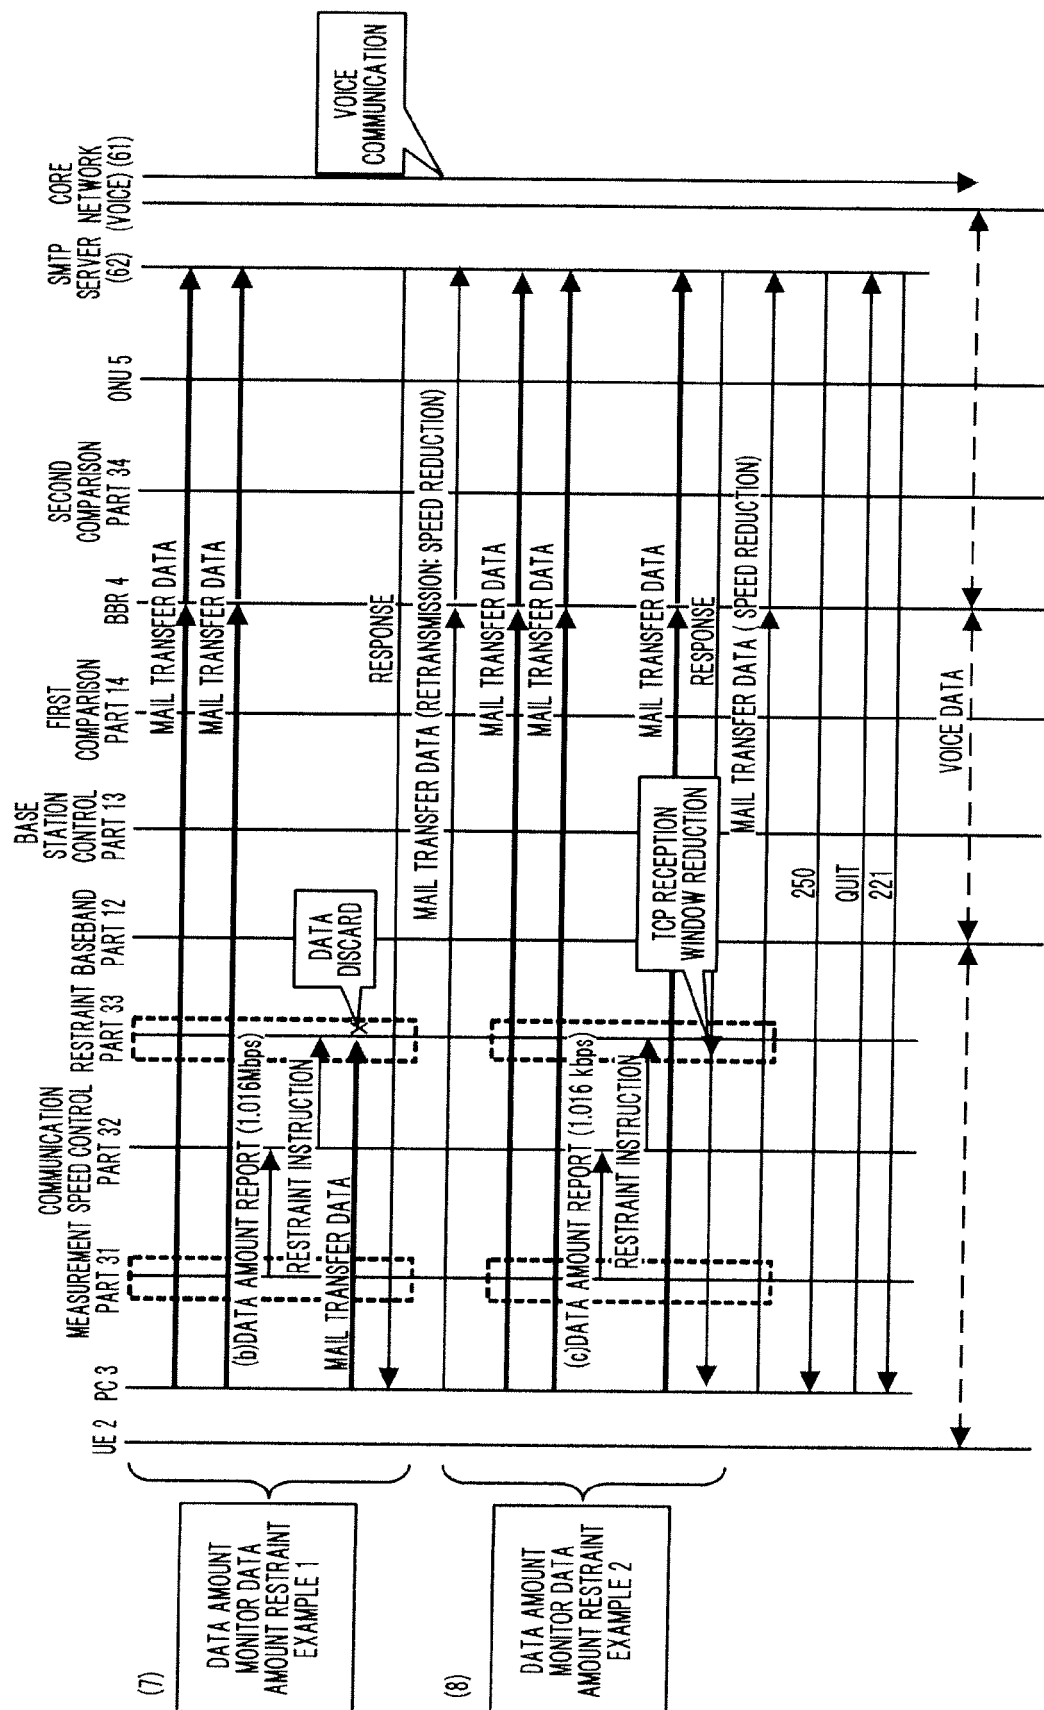 UE 2
PC 3
MEASUREMENT
PART 31
COMMUNICATION
SPEED CONTROL
PART 32
RESTRAINT
PART 33
BASEBAND
PART 12
BASE
STATION
CONTROL
PART 13
FIRST
COMPARISON
PART 14
BBR 4
SECOND
COMPARISON
PART 34
ONU 5
SMTP
SERVER
(62)
CORE
NETWORK
(VOICE) (61)
(7)
DATA AMOUNT
MONITOR DATA
AMOUNT RESTRAINT
EXAMPLE 1
MAIL TRANSFER DATA
MAIL TRANSFER DATA
(b)DATA AMOUNT REPORT (1.016Mbps)
RESTRAINT INSTRUCTION
MAIL TRANSFER DATA
DATA
DISCARD
RESPONSE
VOICE
COMMUNICATION
MAIL TRANSFER DATA (RETRANSMISSION: SPEED REDUCTION)
(8)
DATA AMOUNT
MONITOR DATA
AMOUNT RESTRAINT
EXAMPLE 2
MAIL TRANSFER DATA
MAIL TRANSFER DATA
(c)DATA AMOUNT REPORT (1.016 kbps)
RESTRAINT INSTRUCTION
MAIL TRANSFER DATA
TCP RECEPTION
WINDOW REDUCTION
RESPONSE
MAIL TRANSFER DATA ( SPEED REDUCTION)
250
QUIT
221
VOICE DATA